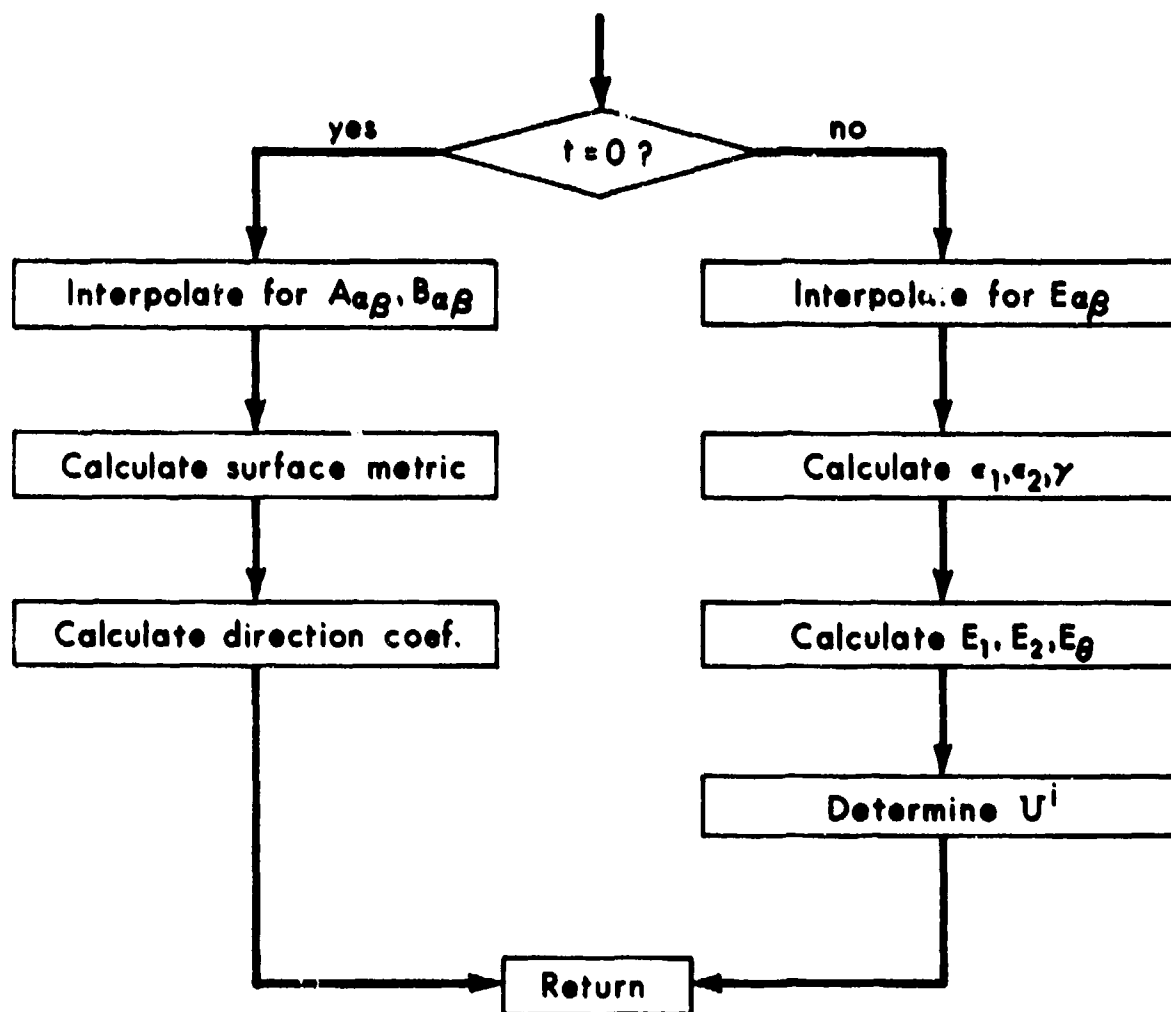 yes
no
t = 0 ?
Interpolate for Aαβ, Bαβ
Interpolate for Eαβ
Calculate surface metric
Calculate ϵ₁, ϵ₂, γ
Calculate direction coef.
Calculate E₁, E₂, Eθ
Determine Uⁱ
Return